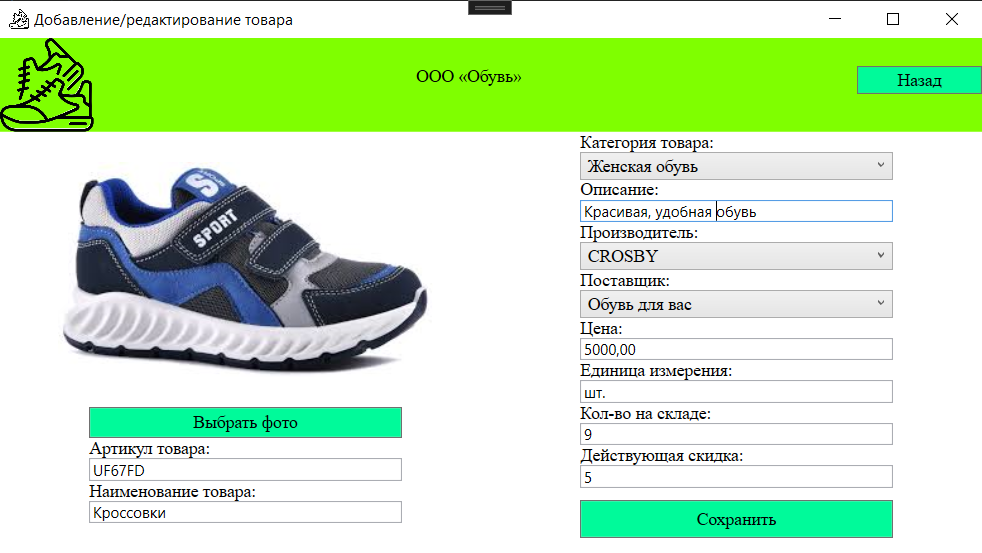 Добавление/редактирование товара
ООО «Обувь»
Назад
SPORT
S
Выбрать фото
Артикул товара:
UF67FD
Наименование товара:
Кроссовки
Категория товара:
Женская обувь
Описание:
Красивая, удобная обувь
Производитель:
CROSBY
Поставщик:
Обувь для вас
Цена:
5000,00
Единица измерения:
шт.
Кол-во на складе:
9
Действующая скидка:
5
Сохранить